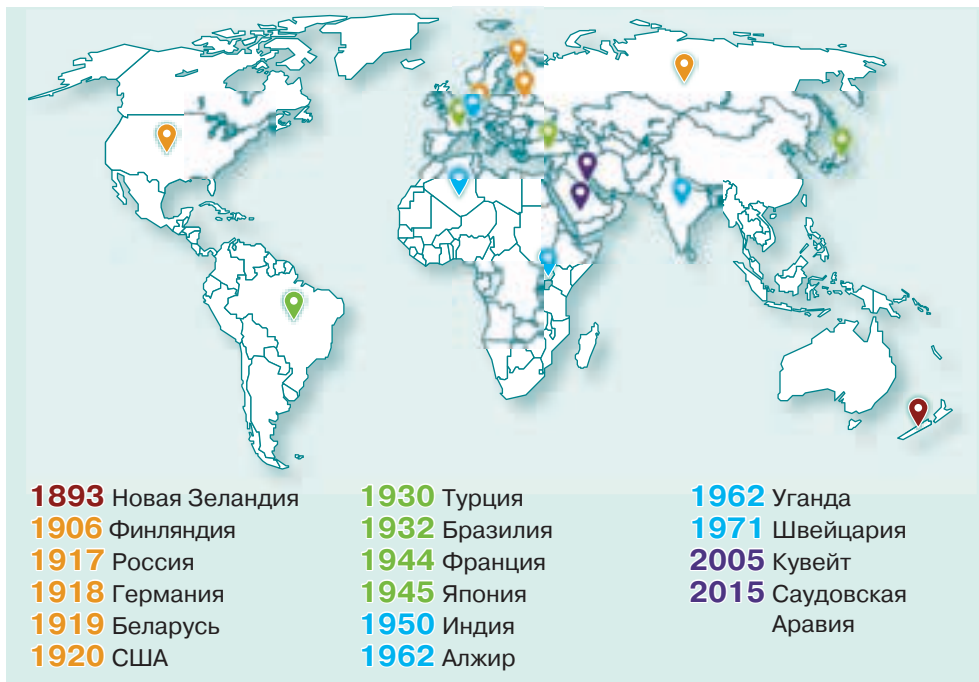 1893 Новая Зеландия
1906 Финляндия
1917 Россия
1918 Германия
1919 Беларусь
1920 США
1930 Турция
1932 Бразилия
1944 Франция
1945 Япония
1950 Индия
1962 Алжир
1962 Уганда
1971 Швейцария
2005 Кувейт
2015 Саудовская
Аравия